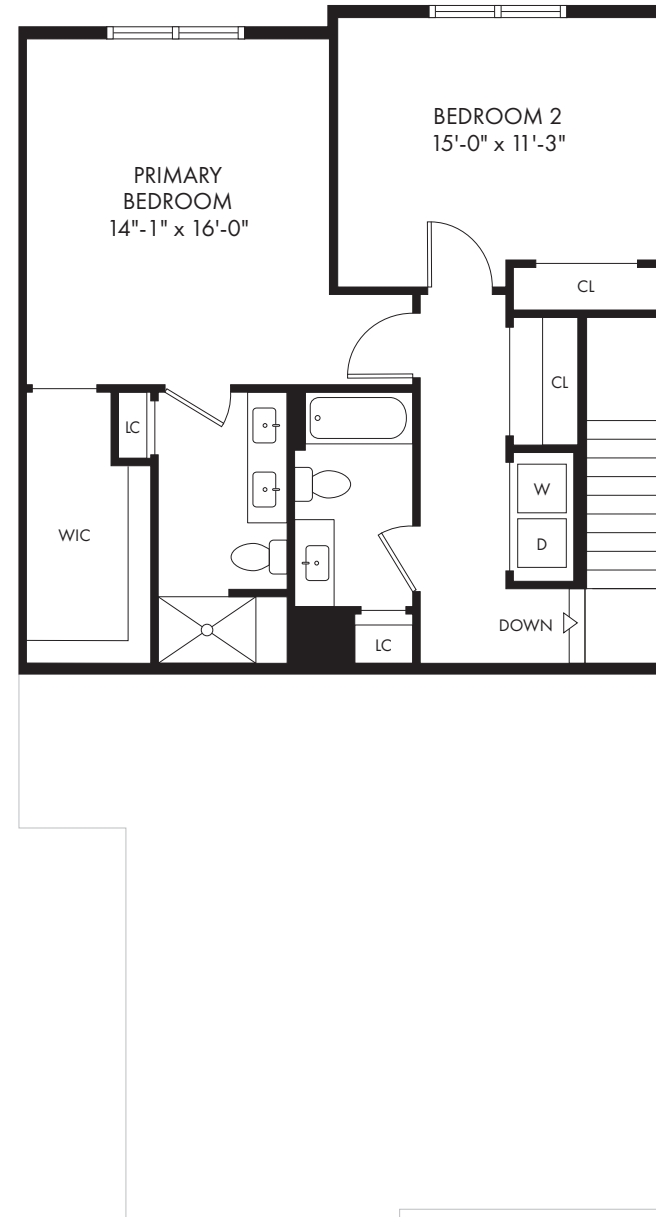 BEDROOM 2
15'-0" x 11'-3"
PRIMARY
BEDROOM
14"-1" x 16'-0"
CL
CL
LC
W
WIC
D
DOWN
LC